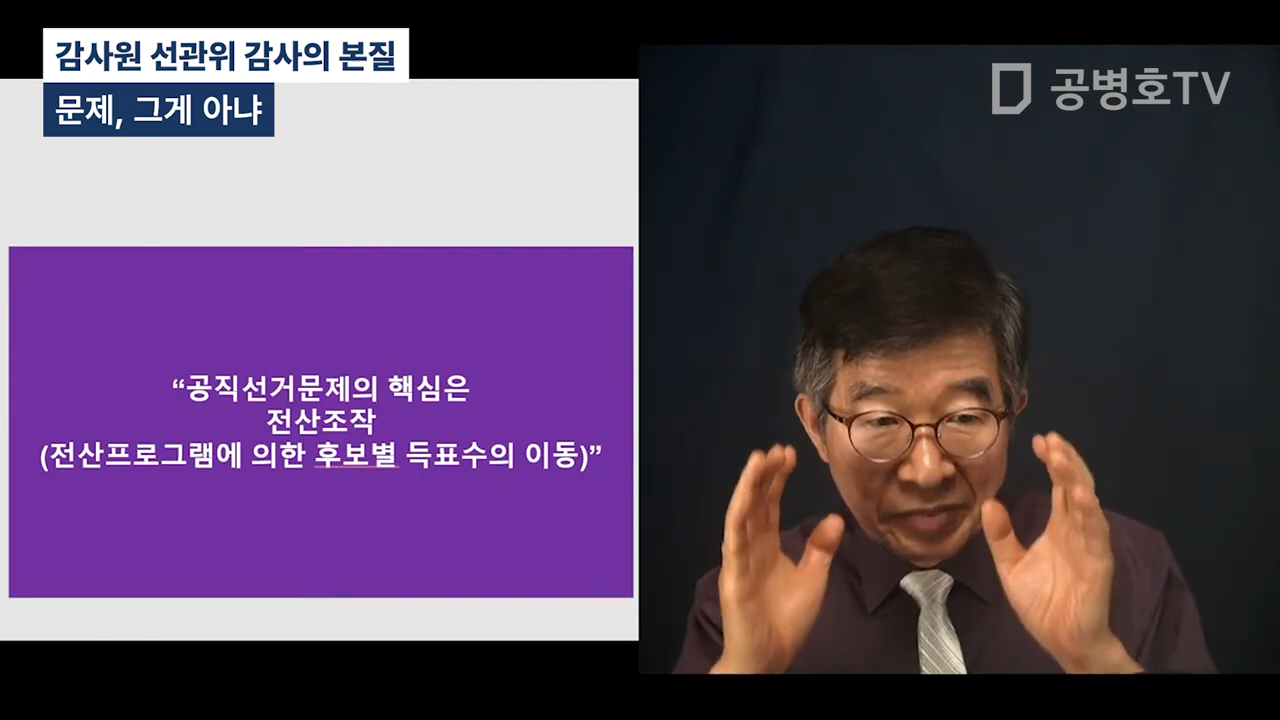 감사원 선관위 감사의 본질
문제, 그게 아냐
공병호TV
“공직선거문제의 핵심은
전산조작
(전산프로그램에 의한 후보별 득표수의 이동)”